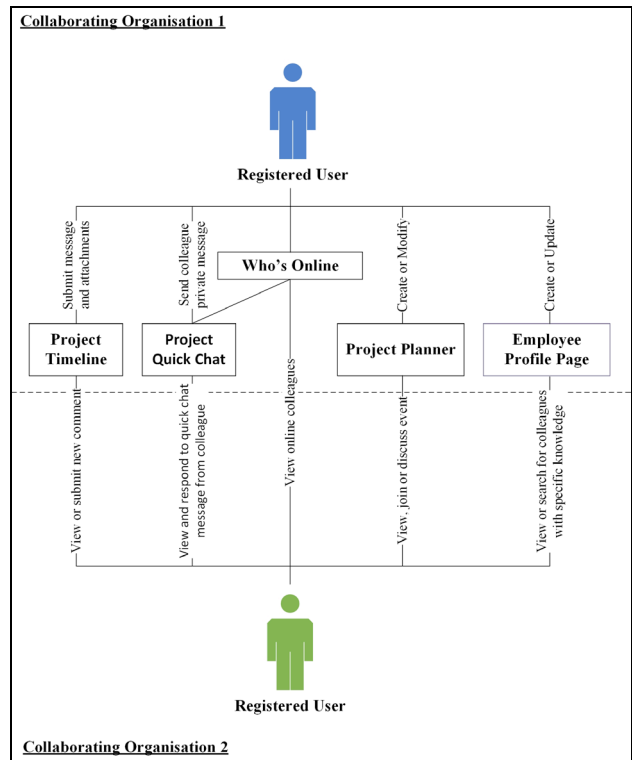 Collaborating Organisation 1
Registered User
Submit message
and attachments
Send colleague
private message
Create or Modify
Create or Update
Who's Online
Project
Timeline
Project
Quick Chat
Project Planner
Employee
Profile Page
View or submit new comment
View and respond to quick chat
message from colleague
View online colleagues
View, join or discuss event
View or search for colleagues
with specific knowledge
Registered User
Collaborating Organisation 2